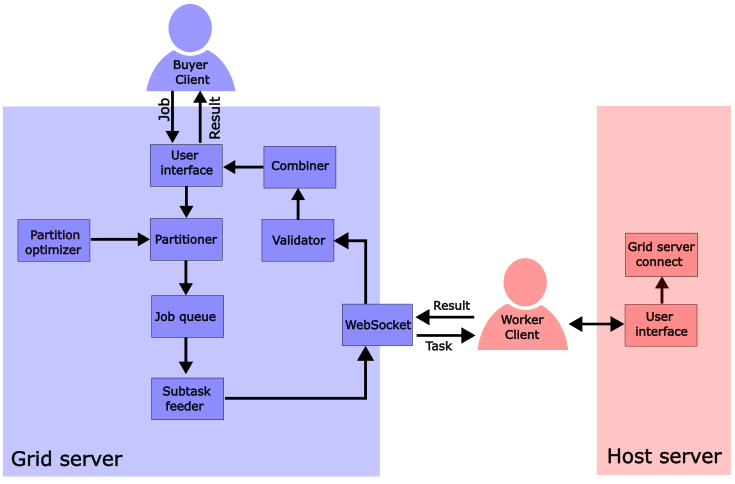 Buyer
Client
Job
Result
User
interface
Combiner
Partition
optimizer
Partitioner
Validator
Grid server
connect
Job queue
WebSocket
Result
Task
Worker
Client
User
interface
Subtask
feeder
Grid server
Host server